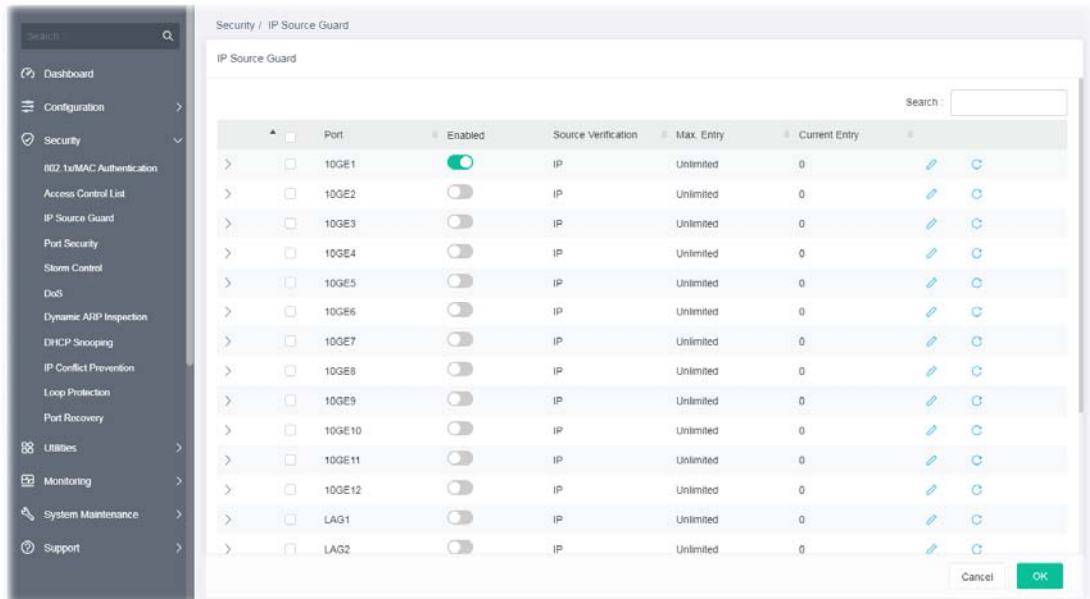 Search
Dashboard
Configuration
Security
802.1x/MAC Authentication
Access Control List
IP Source Guard
Port Security
Storm Control
DoS
Dynamic ARP Inspection
DHCP Snooping
IP Conflict Prevention
Loop Protection
Port Recovery
Utilities
Monitoring
System Maintenance
Support
Security / IP Source Guard
IP Source Guard
Search :
Port Enabled Source Verification Max. Entry Current Entry
10GE1 IP Unlimited 0
10GE2 IP Unlimited 0
10GE3 IP Unlimited 0
10GE4 IP Unlimited 0
10GE5 IP Unlimited 0
10GE6 IP Unlimited 0
10GE7 IP Unlimited 0
10GE8 IP Unlimited 0
10GE9 IP Unlimited 0
10GE10 IP Unlimited 0
10GE11 IP Unlimited 0
10GE12 IP Unlimited 0
LAG1 IP Unlimited 0
LAG2 IP Unlimited 0
Cancel OK